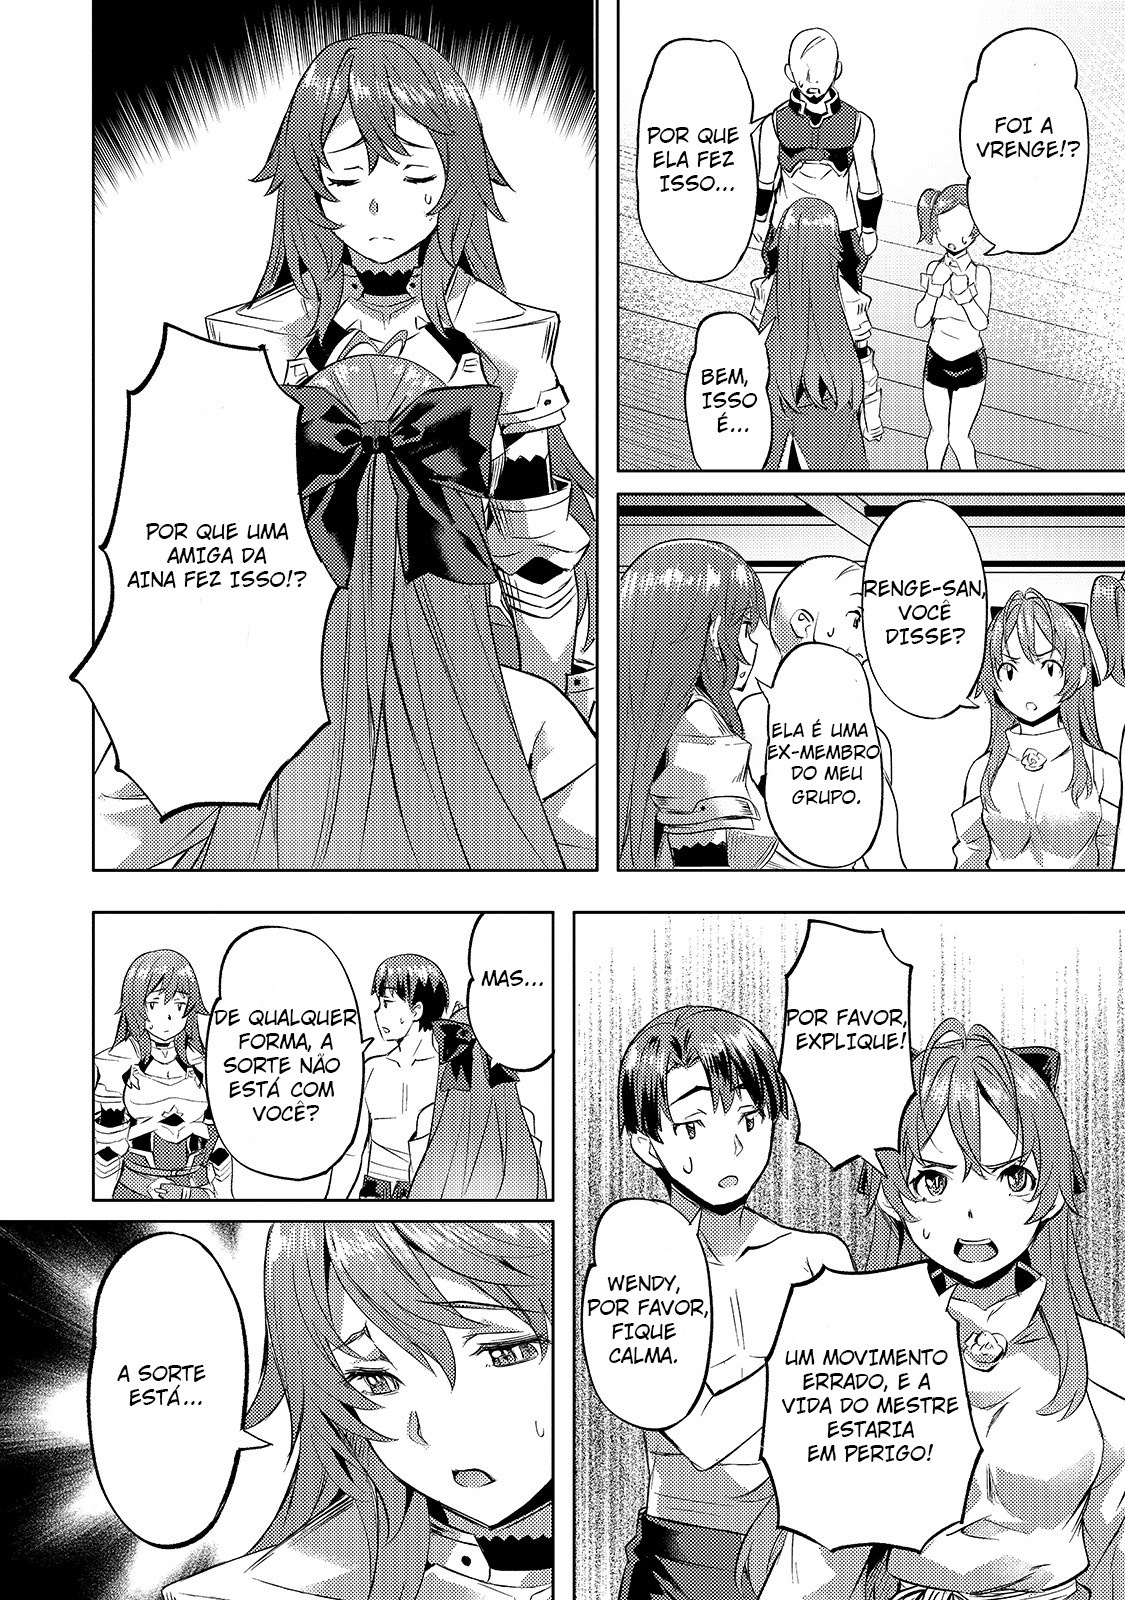 FOI A
VRENGE!?
POR QUE
ELA FEZ
ISSO...
BEM,
ISSO
É...
RENGE-SAN,
VOCÊ
DISSE?
ELA É UMA
EX-MEMBRO
DO MEU
GRUPO.
POR QUE UMA
AMIGA DA
AINA FEZ ISSO!?
POR FAVOR,
EXPLIQUE!
UM MOVIMENTO
ERRADO, E A
VIDA DO MESTRE
ESTARIA
EM PERIGO!
WENDY,
POR FAVOR,
FIQUE
CALMA.
MAS...
DE QUALQUER
FORMA, A
SORTE NÃO
ESTÁ COM
VOCÊ?
A SORTE
ESTÁ...